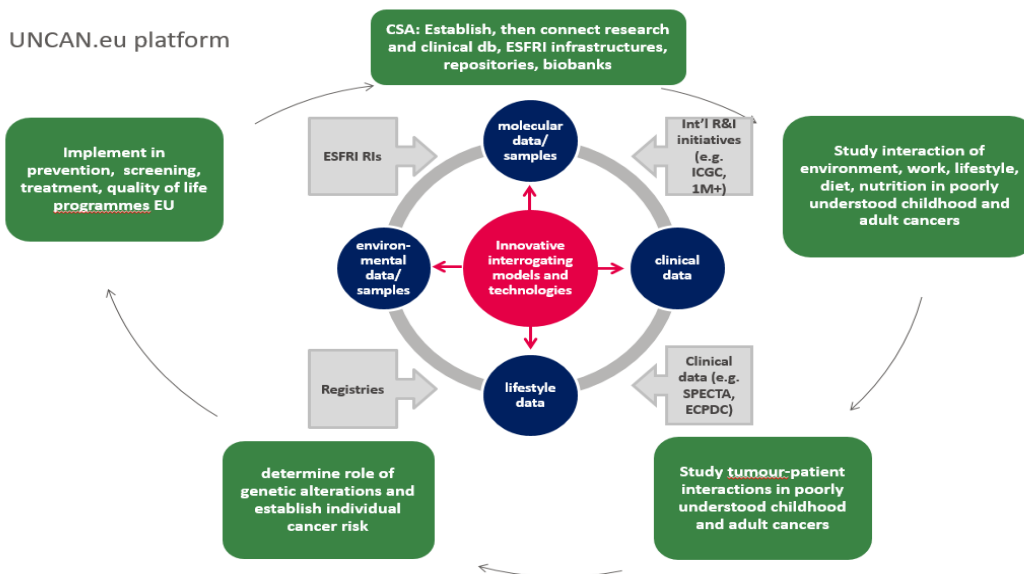 UNCAN.eu platform
CSA: Establish, then connect research
and clinical db, ESFRI infrastructures,
repositories, biobanks
Implement in
prevention, screening,
treatment, quality of life
programmes EU
ESFRI RIs
molecular
data/
samples
Int'l R&I
initiatives
(e.g.
ICGC,
1M+)
Study interaction of
environment, work, lifestyle,
diet, nutrition in poorly
understood childhood and
adult cancers
environ-
mental
data/
samples
Innovative
interrogating
models and
technologies
clinical
data
Registries
lifestyle
data
Clinical
data (e.g.
SPECTA,
ECPDC)
determine role of
genetic alterations and
establish individual
cancer risk
Study tumour-patient
interactions in poorly
understood childhood
and adult cancers